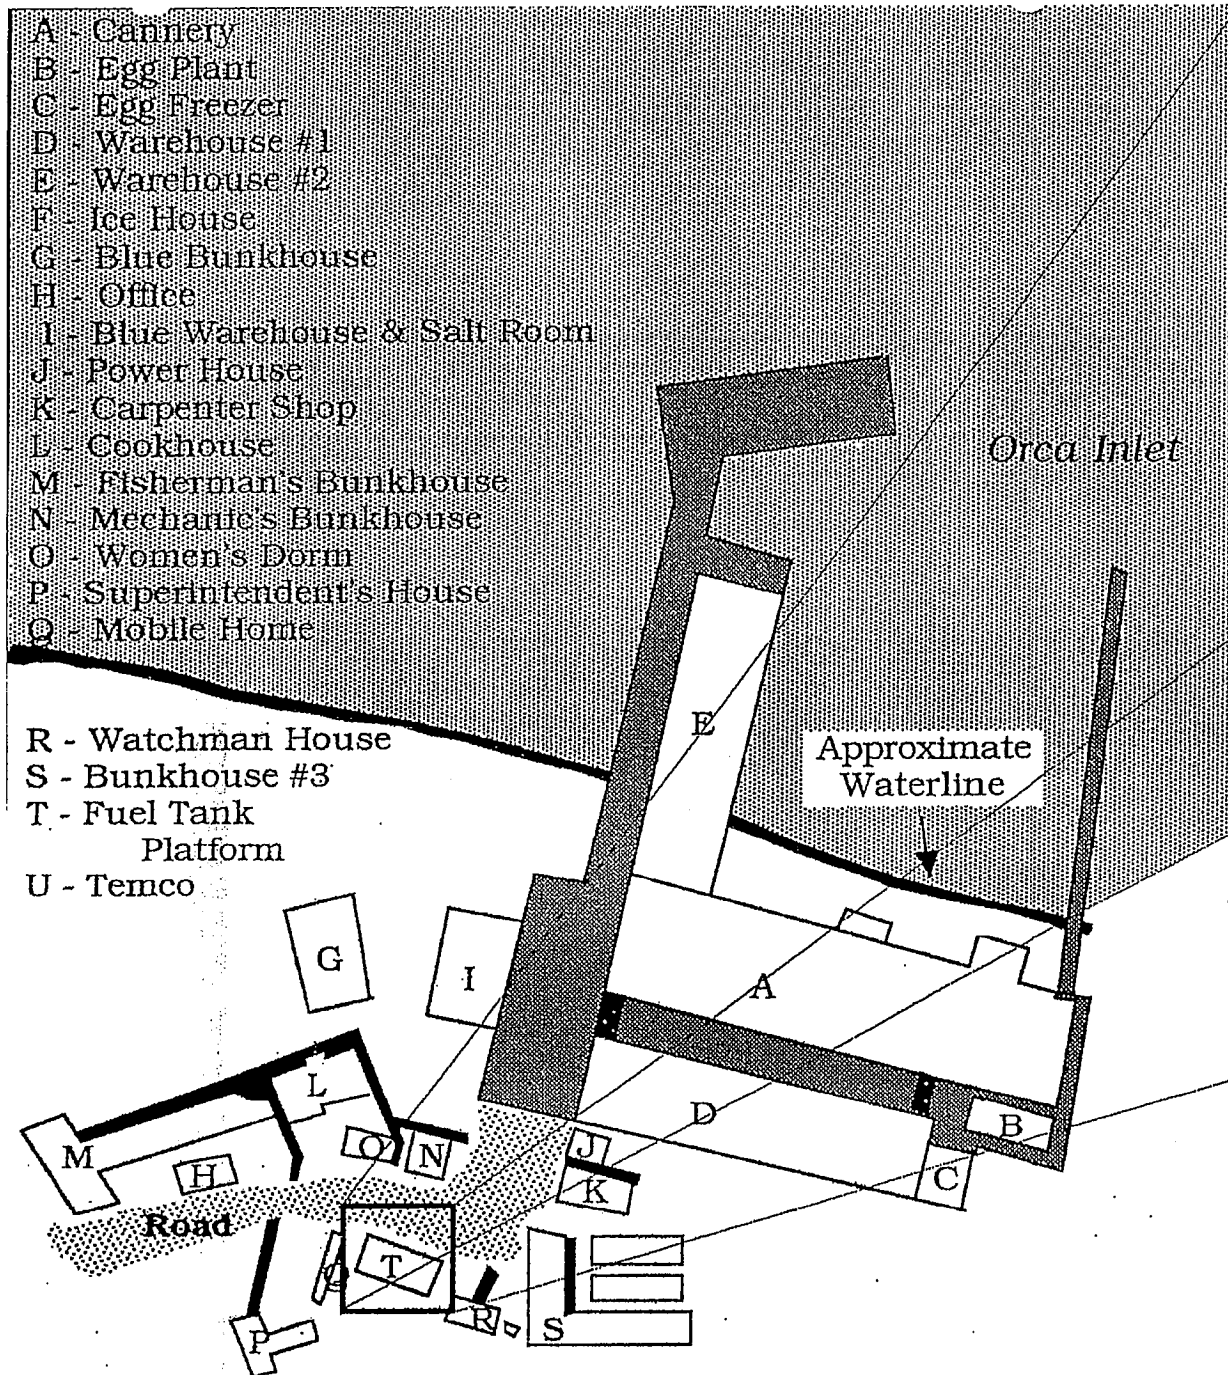 A - Cannery
B - Egg Plant
C - Egg Freezer
D - Warehouse #1
E - Warehouse #2
F - Ice House
G - Blue Bunkhouse
H - Office
I - Blue Warehouse & Salt Room
J - Power House
K - Carpenter Shop
L - Cookhouse
M - Fisherman's Bunkhouse
N - Mechanic's Bunkhouse
O - Women's Dorm
P - Superintendent's House
Q - Mobile Home
R - Watchman House
S - Bunkhouse #3
T - Fuel Tank
Platform
U - Temco
Orca Inlet
E
Approximate
Waterline
G
I
A
L
D
B
M
H
O
N
J
K
C
Road
Q
T
R
S
P